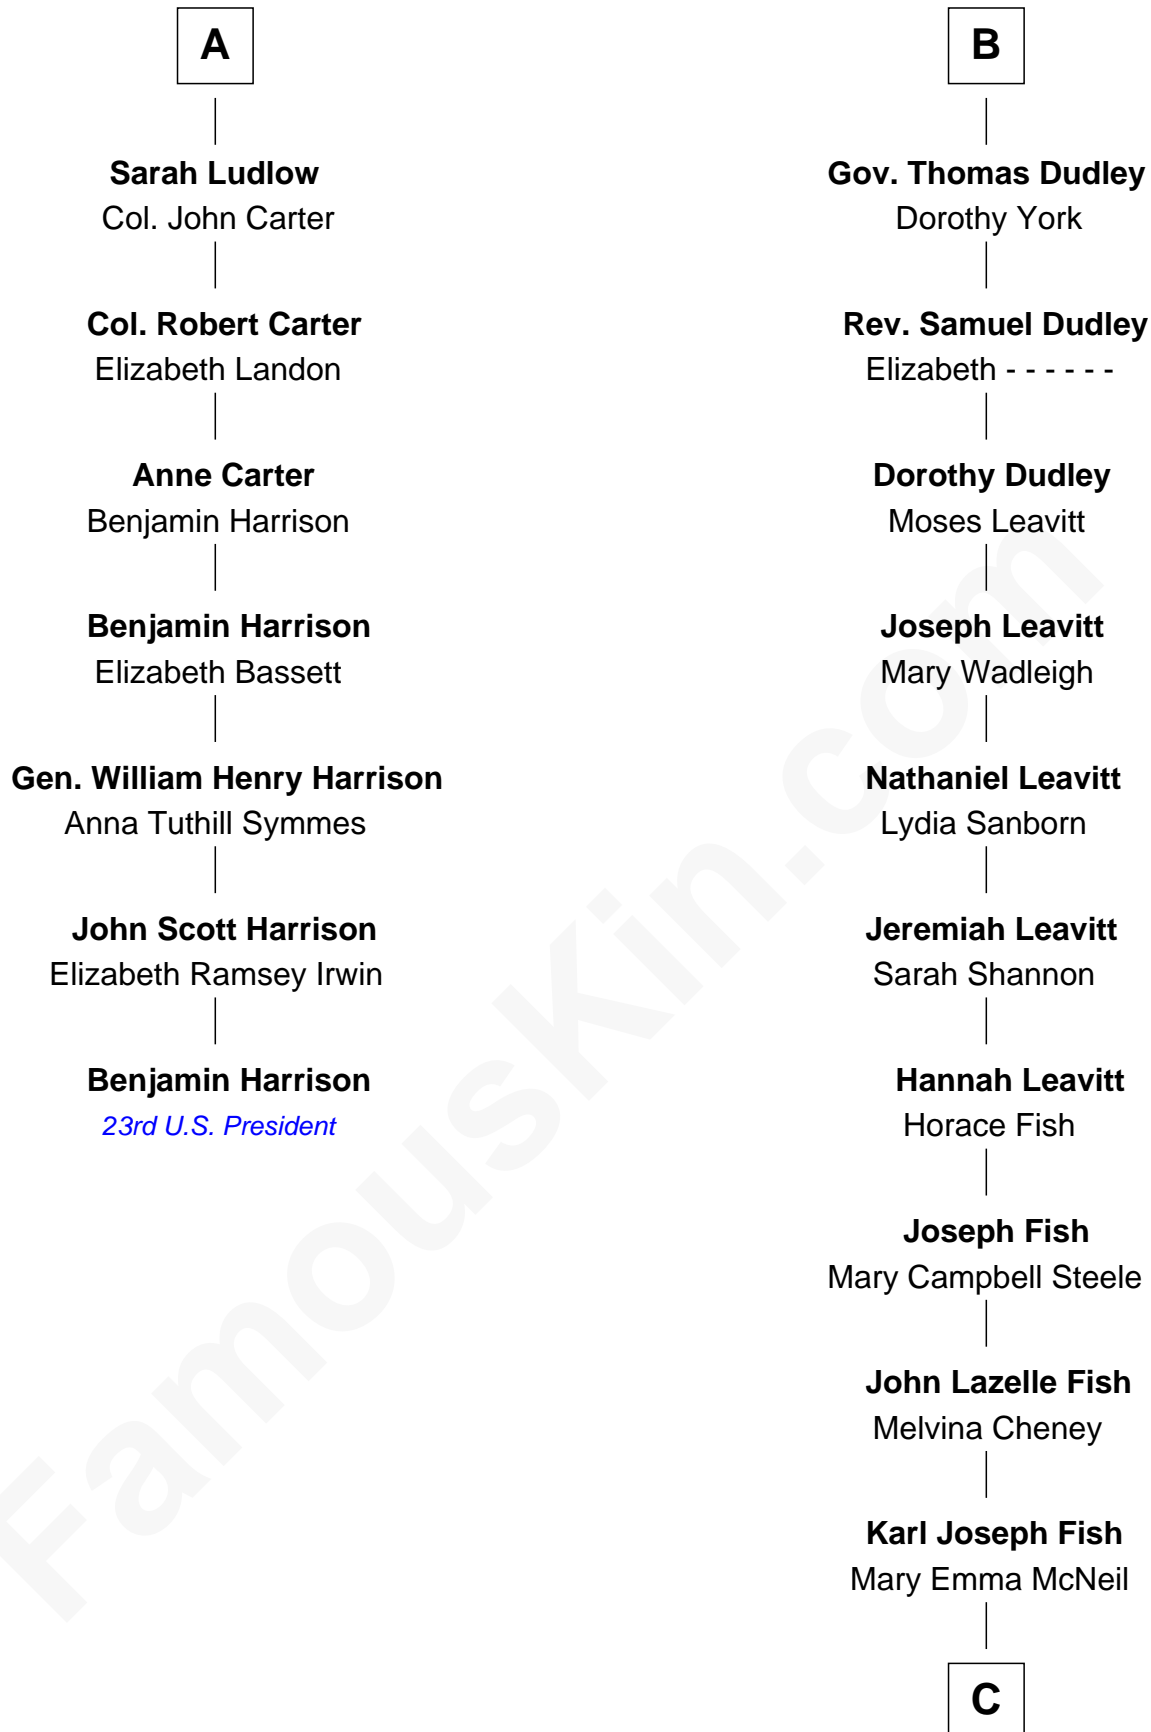 A
Sarah Ludlow
Col. John Carter
Col. Robert Carter
Elizabeth Landon
Anne Carter
Benjamin Harrison
Benjamin Harrison
Elizabeth Bassett
Gen. William Henry Harrison
Anna Tuthill Symmes
John Scott Harrison
Elizabeth Ramsey Irwin
Benjamin Harrison
23rd U.S. President
B
Gov. Thomas Dudley
Dorothy York
Rev. Samuel Dudley
Elizabeth - - - - - -
Dorothy Dudley
Moses Leavitt
Joseph Leavitt
Mary Wadleigh
Nathaniel Leavitt
Lydia Sanborn
Jeremiah Leavitt
Sarah Shannon
Hannah Leavitt
Horace Fish
Joseph Fish
Mary Campbell Steele
John Lazelle Fish
Melvina Cheney
Karl Joseph Fish
Mary Emma McNeil
C
FamousKin.com